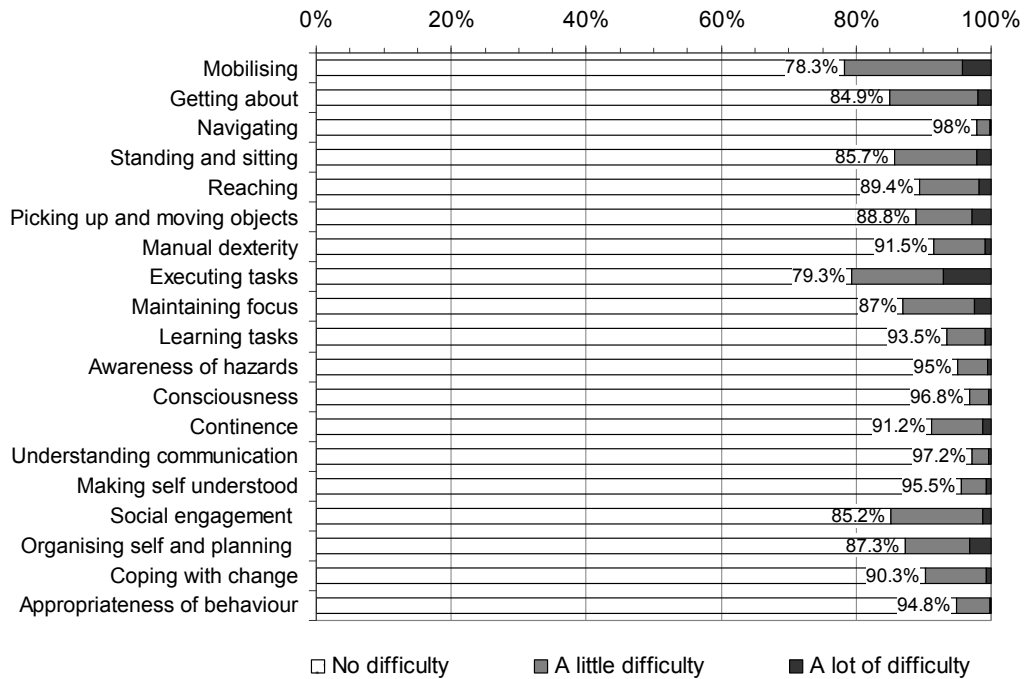 0% 20% 40% 60% 80% 100%
Mobilising 78.3%
Getting about 84.9%
Navigating 98%
Standing and sitting 85.7%
Reaching 89.4%
Picking up and moving objects 88.8%
Manual dexterity 91.5%
Executing tasks 79.3%
Maintaining focus 87%
Learning tasks 93.5%
Awareness of hazards 95%
Consciousness 96.8%
Continence 91.2%
Understanding communication 97.2%
Making self understood 95.5%
Social engagement 85.2%
Organising self and planning 87.3%
Coping with change 90.3%
Appropriateness of behaviour 94.8%
No difficulty A little difficulty A lot of difficulty